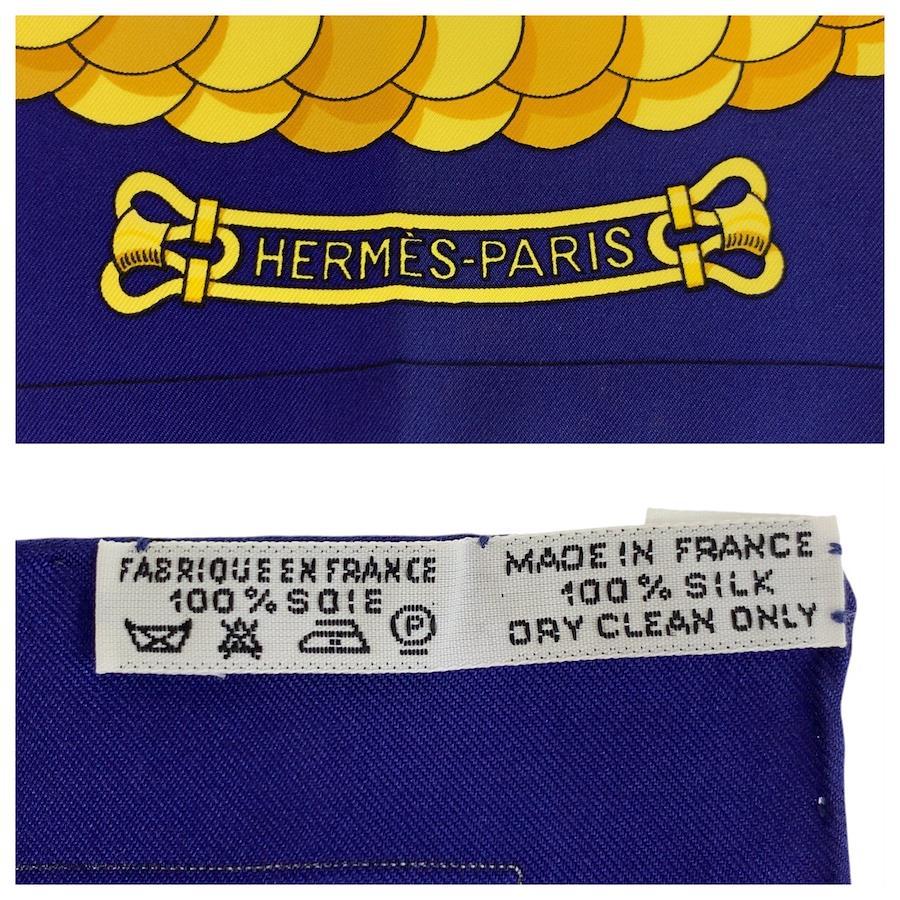 HERMÈS-PARIS
FABRIQUE EN FRANCE
100% SOIE
P
MADE IN FRANCE
100% SILK
DRY CLEAN ONLY